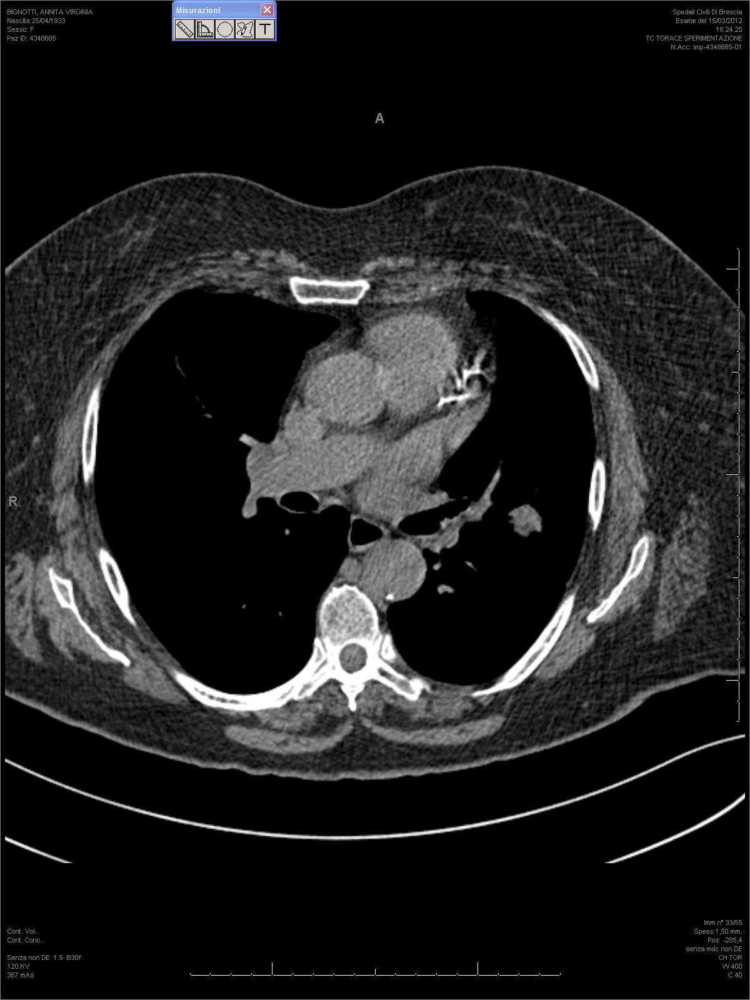 BIGNOTTI, ANNITA VIRGINIA
Nascita:25/04/1933
Sesso: F
Paz ID: 4348685
Misurazioni
T
Spedali Civili Di Brescia
Esame del 15/03/2012
18.24.25
TC TORACE SPERIMENTAZIONE
N.Acc: imp-4348685-01
A
R
Cont. Vol.
Cont. Conc.
Senza non DE 1.5 B30f
120 KV
367 mAs
Imm n° 33/55
Spess:1,50 mm.
Pos: -285,4
senza mdc non DE
CH TOR
W 400
C 40